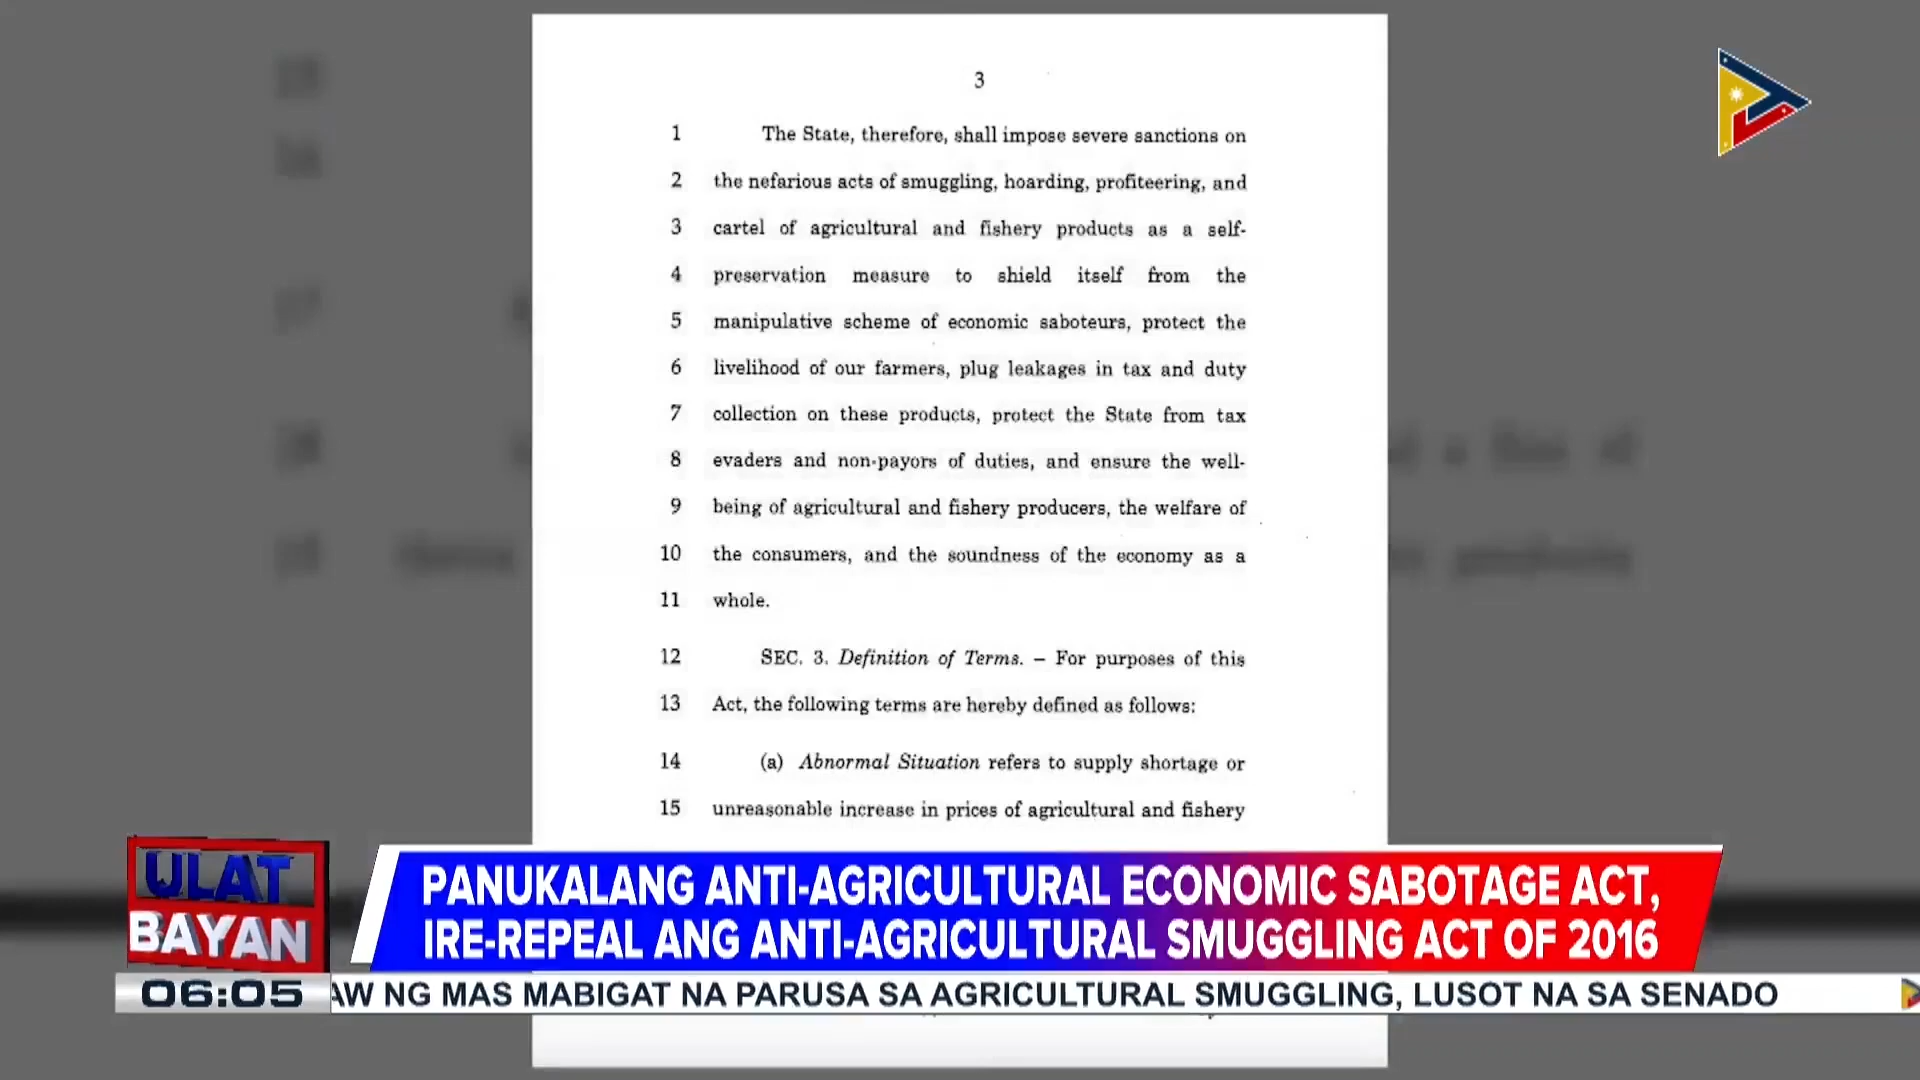 3
1 The State, therefore, shall impose severe sanctions on
2 the nefarious acts of smuggling, hoarding, profiteering, and
3 cartel of agricultural and fishery products as a self-
4 preservation measure to shield itself from the
5 manipulative scheme of economic saboteurs, protect the
6 livelihood of our farmers, plug leakages in tax and duty
7 collection on these products, protect the State from tax
8 evaders and non-payors of duties, and ensure the well-
9 being of agricultural and fishery producers, the welfare of
10 the consumers, and the soundness of the economy as a
11 whole.
12 SEC. 3. Definition of Terms. – For purposes of this
13 Act, the following terms are hereby defined as follows:
14 (a) Abnormal Situation refers to supply shortage or
15 unreasonable increase in prices of agricultural and fishery
ULAT
BAYAN
PANUKALANG ANTI-AGRICULTURAL ECONOMIC SABOTAGE ACT,
IRE-REPEAL ANG ANTI-AGRICULTURAL SMUGGLING ACT OF 2016
06:05
AW NG MAS MABIGAT NA PARUSA SA AGRICULTURAL SMUGGLING, LUSOT NA SA SENADO